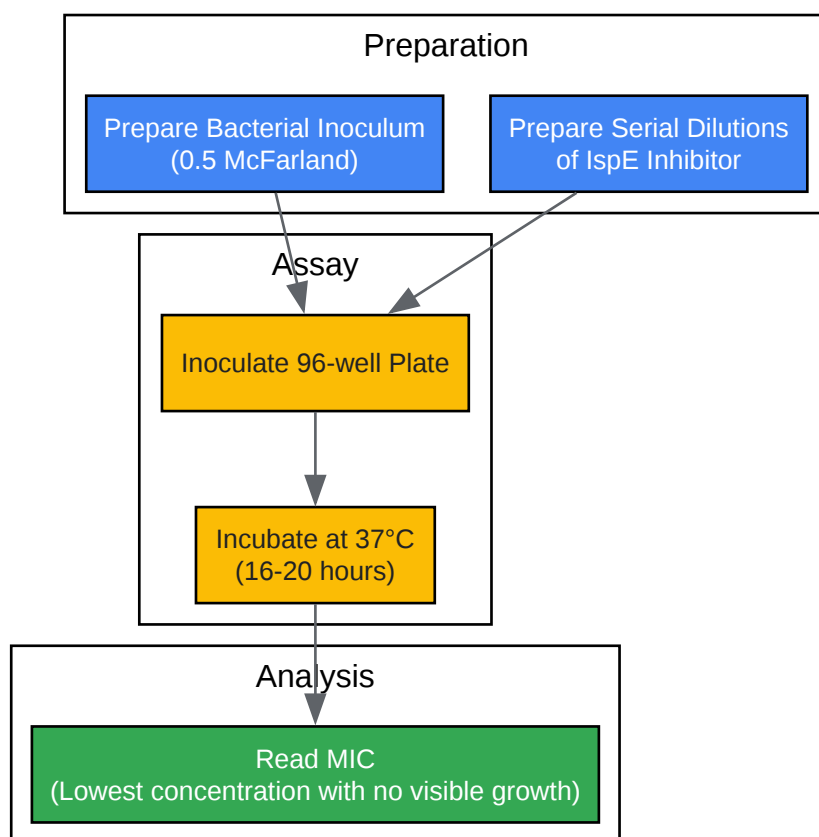 Preparation
Prepare Bacterial Inoculum
(0.5 McFarland)
Prepare Serial Dilutions
of IspE Inhibitor
Assay
Inoculate 96-well Plate
Incubate at 37°C
(16-20 hours)
Analysis
Read MIC
(Lowest concentration with no visible growth)